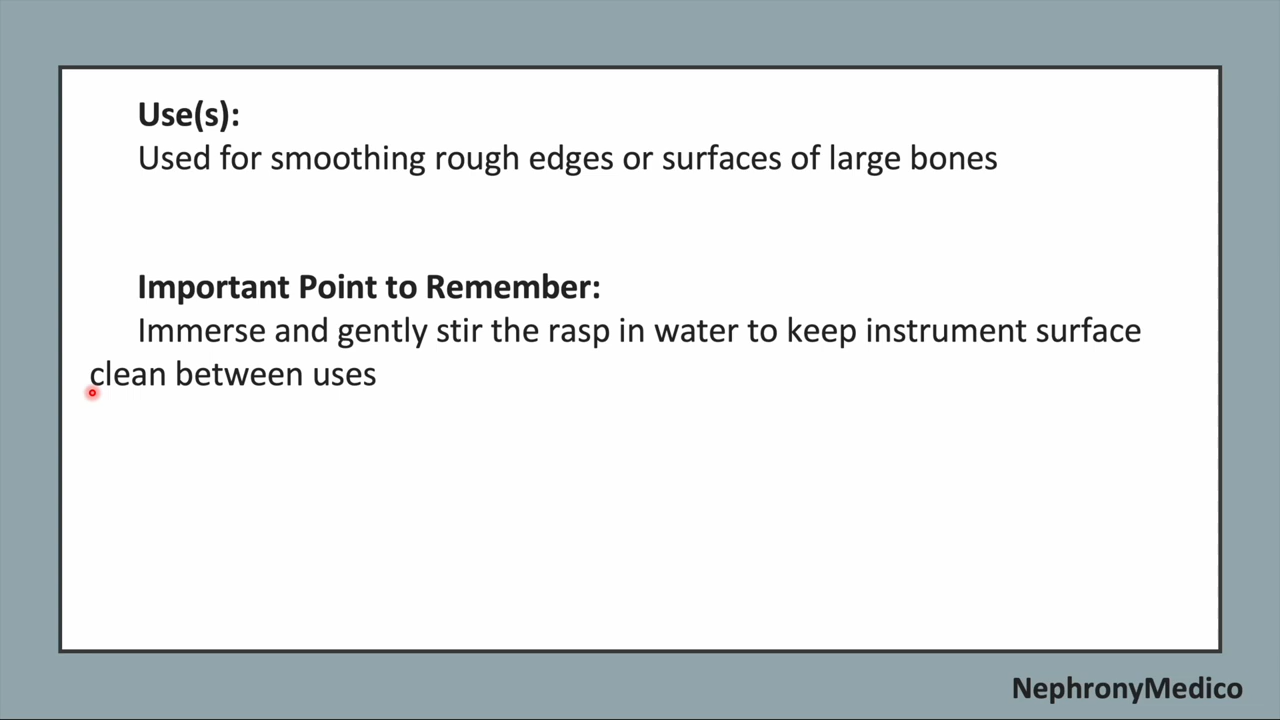 Use(s):
Used for smoothing rough edges or surfaces of large bones
Important Point to Remember:
Immerse and gently stir the rasp in water to keep instrument surface
clean between uses
NephronyMedico